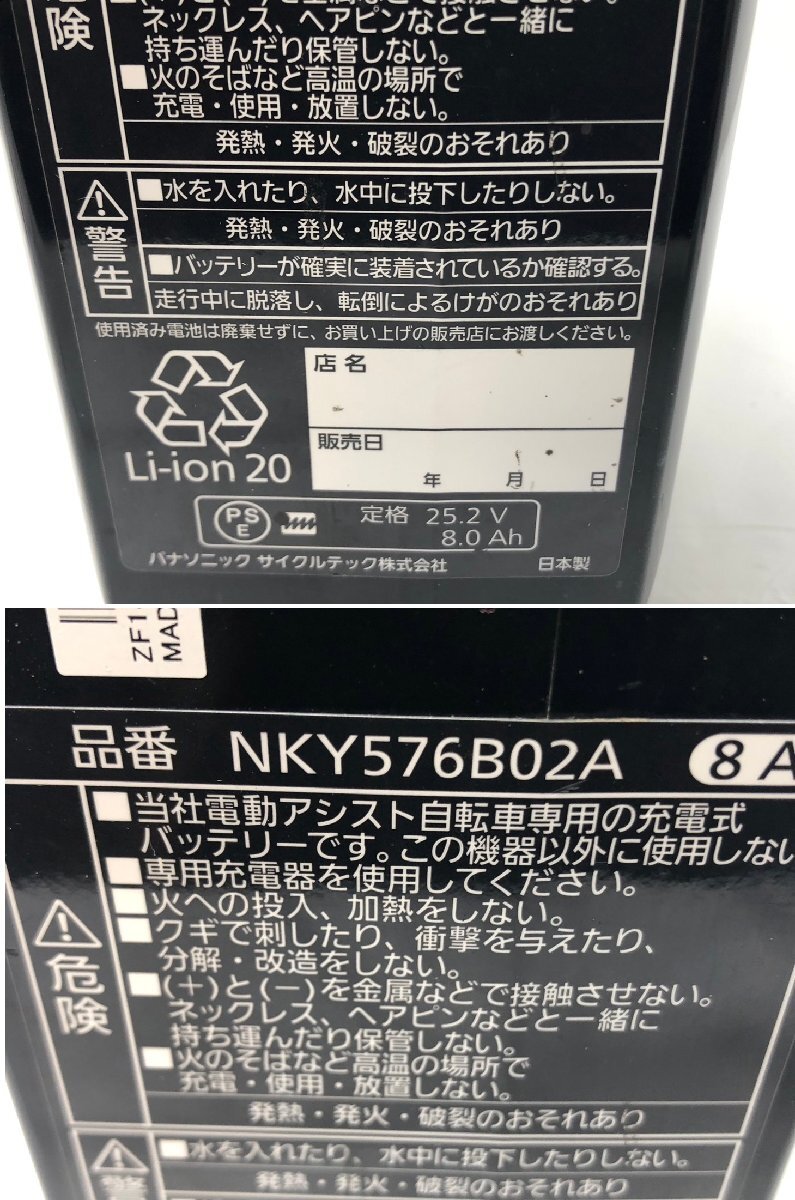 険
ネックレス、ヘアピンなどと一緒に
持ち運んだり保管しない。
■火のそばなど高温の場所で
充電・使用・放置しない。
発熱・発火・破裂のおそれあり
警告
■水を入れたり、水中に投下したりしない。
発熱・発火・破裂のおそれあり
■バッテリーが確実に装着されているか確認する。
走行中に脱落し、転倒によるけがのおそれあり
使用済み電池は廃棄せずに、お買い上げの販売店にお渡しください。
店名
販売日
年 月 日
Li-ion 20
PS
E
定格 25.2 V
8.0 Ah
パナソニック サイクルテック株式会社 日本製
ZF1
MAD
品番 NKY576B02A 8 A
■当社電動アシスト自転車専用の充電式
バッテリーです。この機器以外に使用しない
■専用充電器を使用してください。
■火への投入、加熱をしない。
■クギで刺したり、衝撃を与えたり、
分解・改造をしない。
危険
■(+)と(−)を金属などで接触させない。
ネックレス、ヘアピンなどと一緒に
持ち運んだり保管しない。
■火のそばなど高温の場所で
充電・使用・放置しない。
発熱・発火・破裂のおそれあり
■水を入れたり、水中に投下したりしない。
発熱・発火・破裂のおそれあり